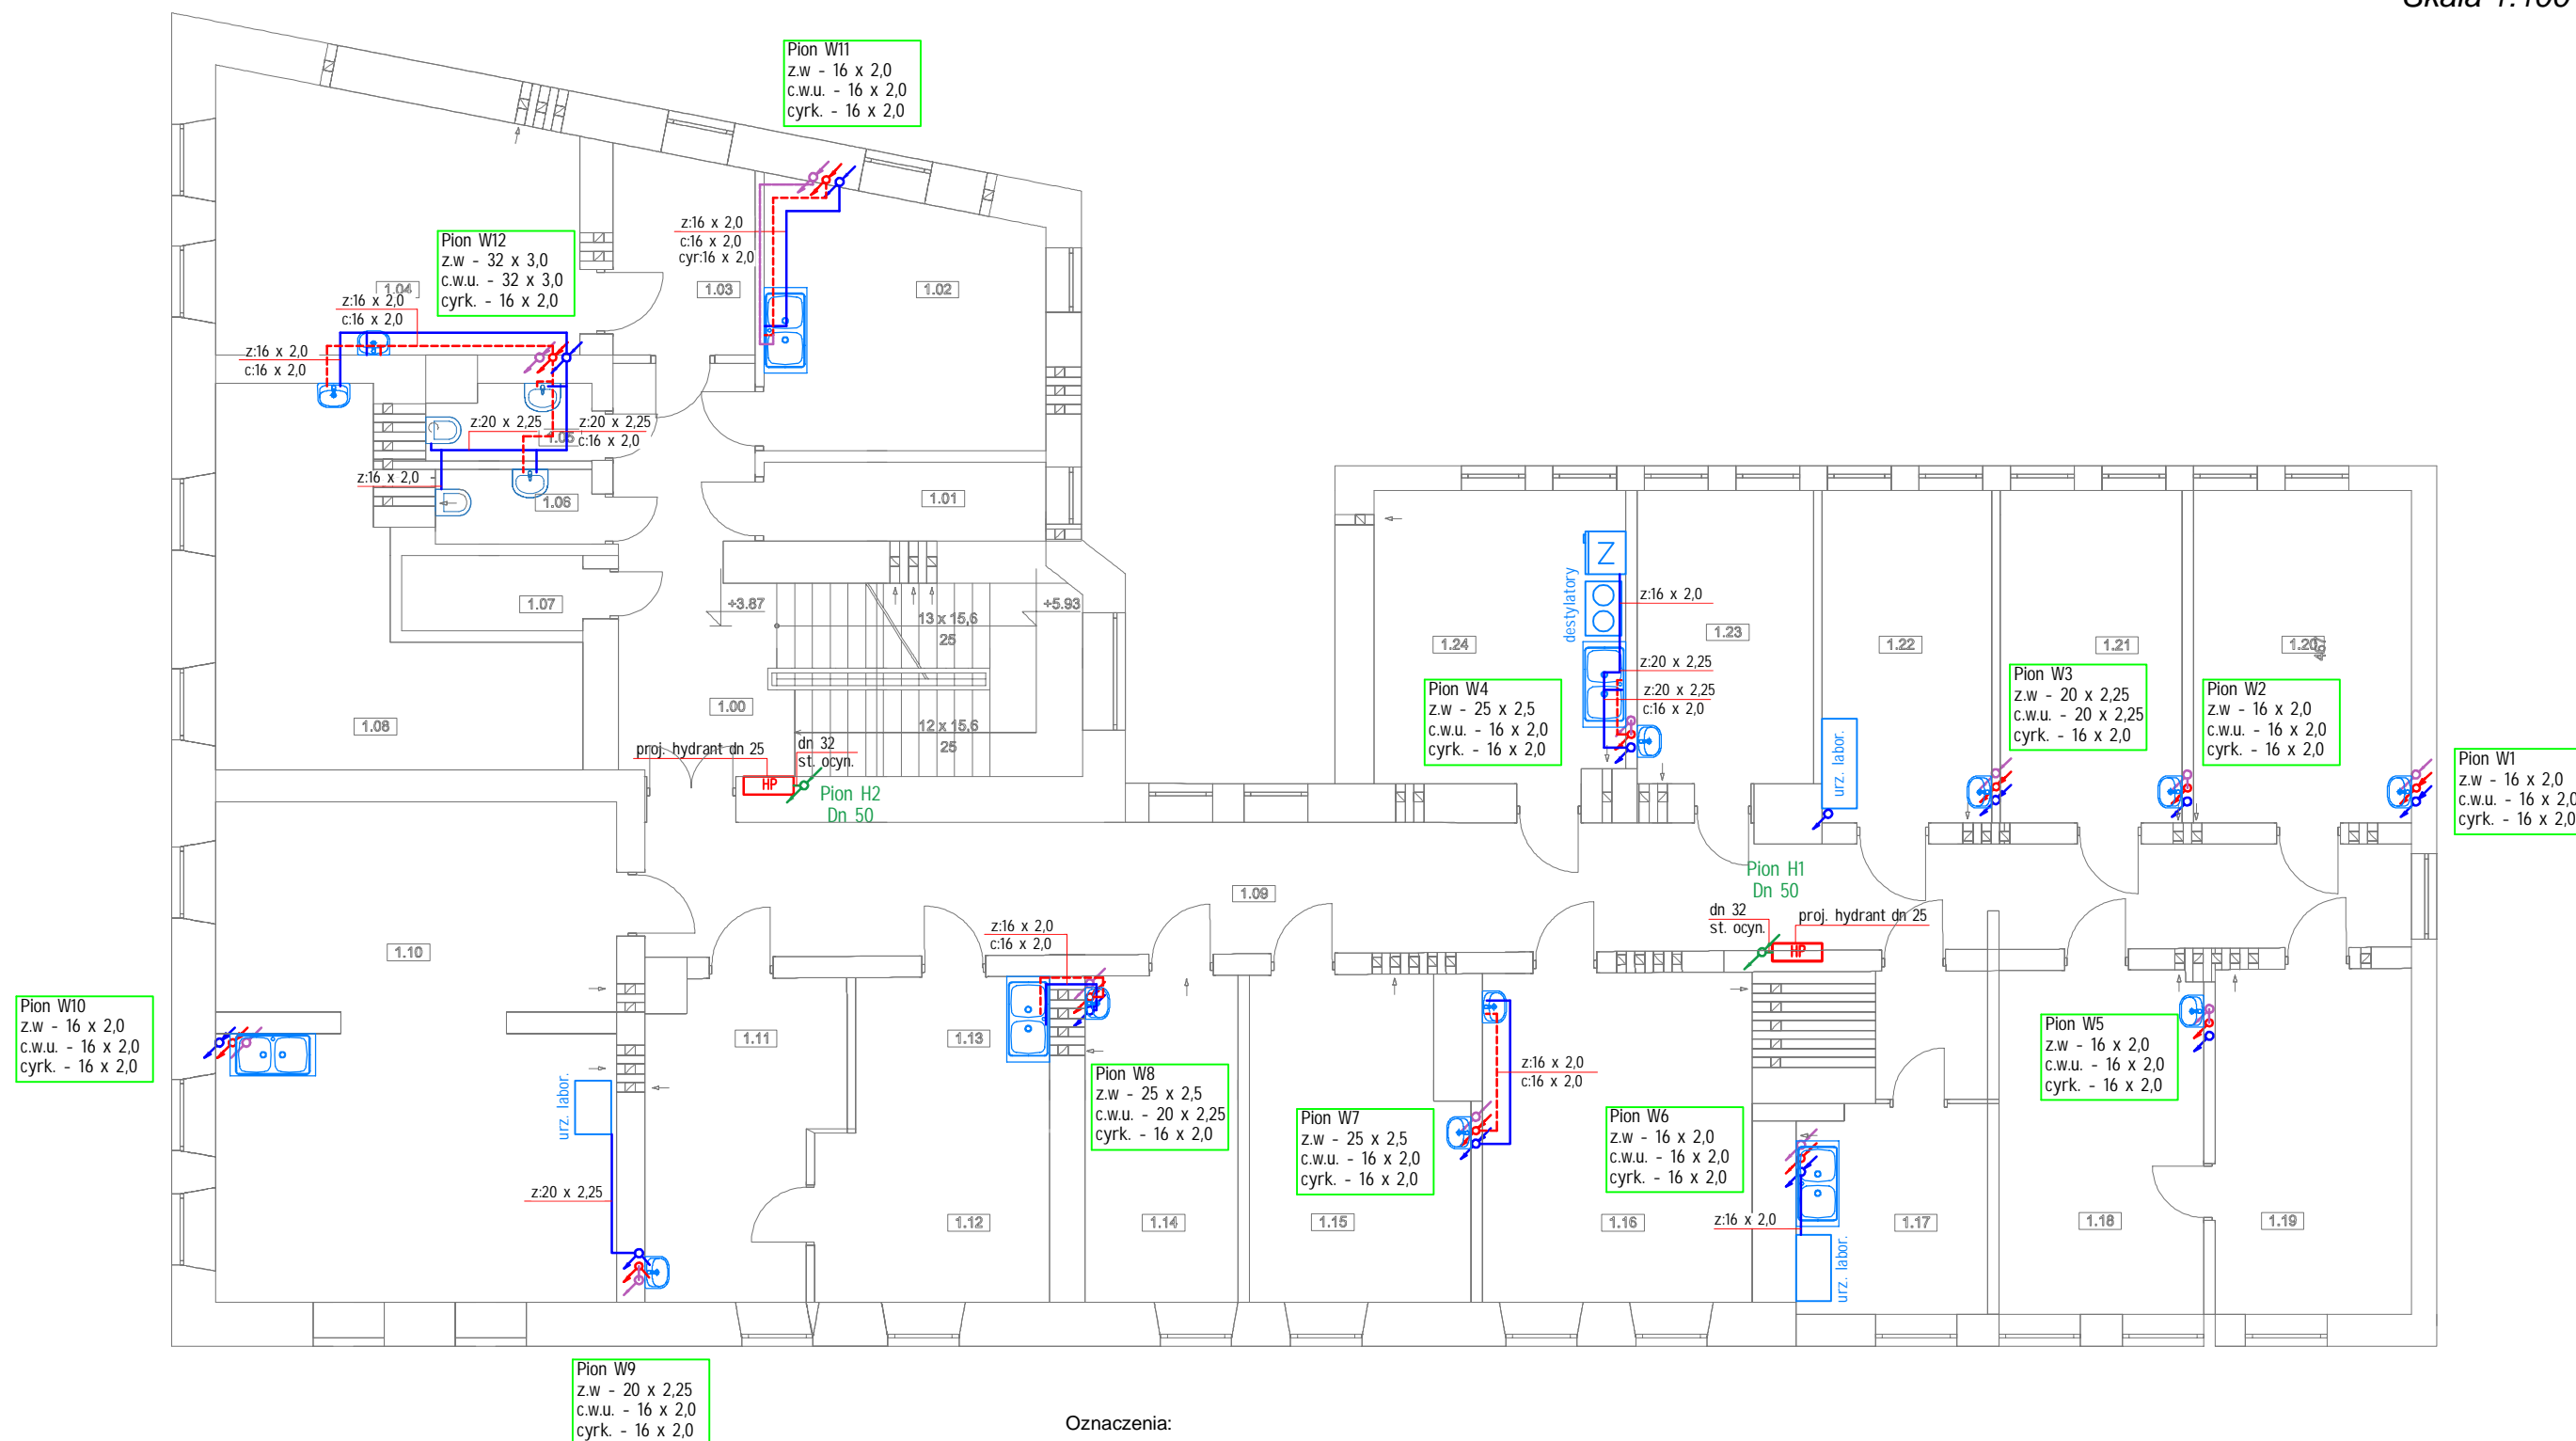 Skala 1:100
Pion W11
z.w - 16 x 2,0
c.w.u. - 16 x 2,0
cyrk. - 16 x 2,0
z:16 x 2,0
c:16 x 2,0
cyr:16 x 2,0
Pion W12
z.w - 32 x 3,0
c.w.u. - 32 x 3,0
cyrk. - 16 x 2,0
1.04
1.03
1.02
z:16 x 2,0
c:16 x 2,0
z:16 x 2,0
c:16 x 2,0
z:20 x 2,25
z:20 x 2,25
1.05
c:16 x 2,0
z:16 x 2,0
1.06
1.01
1.07
+3.87
+5.93
13 x 15,6
25
1.00
12 x 15,6
25
1.08
proj. hydrant dn 25
dn 32
st. ocyn.
HP
Pion H2
Dn 50
destylatory
Z
z:16 x 2,0
1.24
1.23
1.22
1.21
1.20
467
z:20 x 2,25
z:20 x 2,25
c:16 x 2,0
Pion W4
z.w - 25 x 2,5
c.w.u. - 16 x 2,0
cyrk. - 16 x 2,0
urz. labor.
Pion W3
z.w - 20 x 2,25
c.w.u. - 20 x 2,25
cyrk. - 16 x 2,0
Pion W2
z.w - 16 x 2,0
c.w.u. - 16 x 2,0
cyrk. - 16 x 2,0
Pion W1
z.w - 16 x 2,0
c.w.u. - 16 x 2,0
cyrk. - 16 x 2,0
Pion H1
Dn 50
1.09
dn 32
st. ocyn.
proj. hydrant dn 25
HP
1.10
z:16 x 2,0
c:16 x 2,0
Pion W10
z.w - 16 x 2,0
c.w.u. - 16 x 2,0
cyrk. - 16 x 2,0
1.11
1.13
urz. labor.
Pion W8
z.w - 25 x 2,5
c.w.u. - 20 x 2,25
cyrk. - 16 x 2,0
z:16 x 2,0
c:16 x 2,0
Pion W7
z.w - 25 x 2,5
c.w.u. - 16 x 2,0
cyrk. - 16 x 2,0
Pion W6
z.w - 16 x 2,0
c.w.u. - 16 x 2,0
cyrk. - 16 x 2,0
Pion W5
z.w - 16 x 2,0
c.w.u. - 16 x 2,0
cyrk. - 16 x 2,0
z:20 x 2,25
1.12
1.14
1.15
1.16
z:16 x 2,0
1.17
1.18
1.19
urz. labor.
Pion W9
z.w - 20 x 2,25
c.w.u. - 16 x 2,0
cyrk. - 16 x 2,0
Oznaczenia: